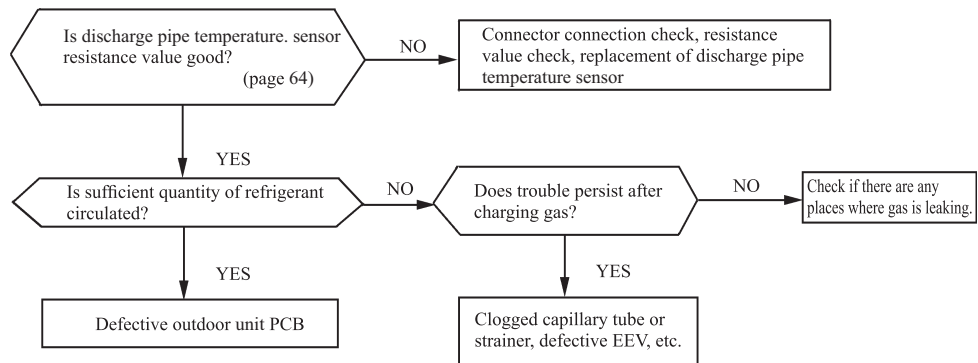 Is discharge pipe temperature. sensor
resistance value good?
(page 64)
NO
Connector connection check, resistance
value check, replacement of discharge pipe
temperature sensor
YES
Is sufficient quantity of refrigerant
circulated?
NO
Does trouble persist after
charging gas?
NO
Check if there are any
places where gas is leaking.
YES
YES
Defective outdoor unit PCB
Clogged capillary tube or
strainer, defective EEV, etc.